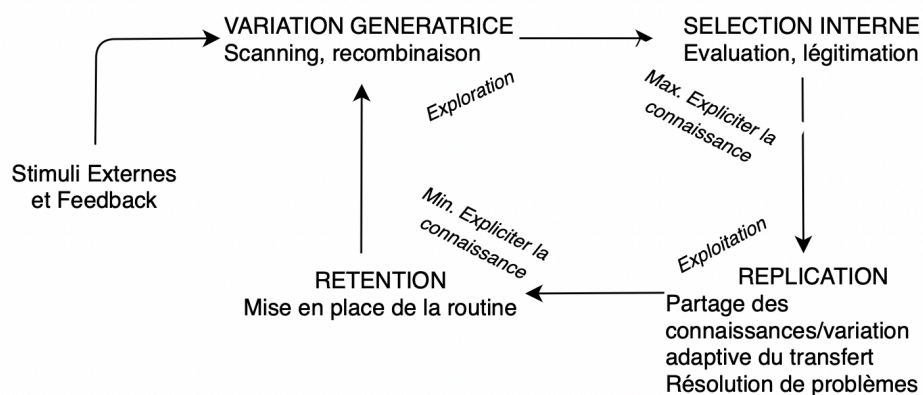 VARIATION GENERATRICE
Scanning, recombinaison
SELECTION INTERNE
Evaluation, légitimation
Exploration
Max. Expliciter la
connaissance
Stimuli Externes
et Feedback
Min. Expliciter la
connaissance
Exploitation
RETENTION
Mise en place de la routine
REPLICATION
Partage des
connaissances/variation
adaptive du transfert
Résolution de problèmes